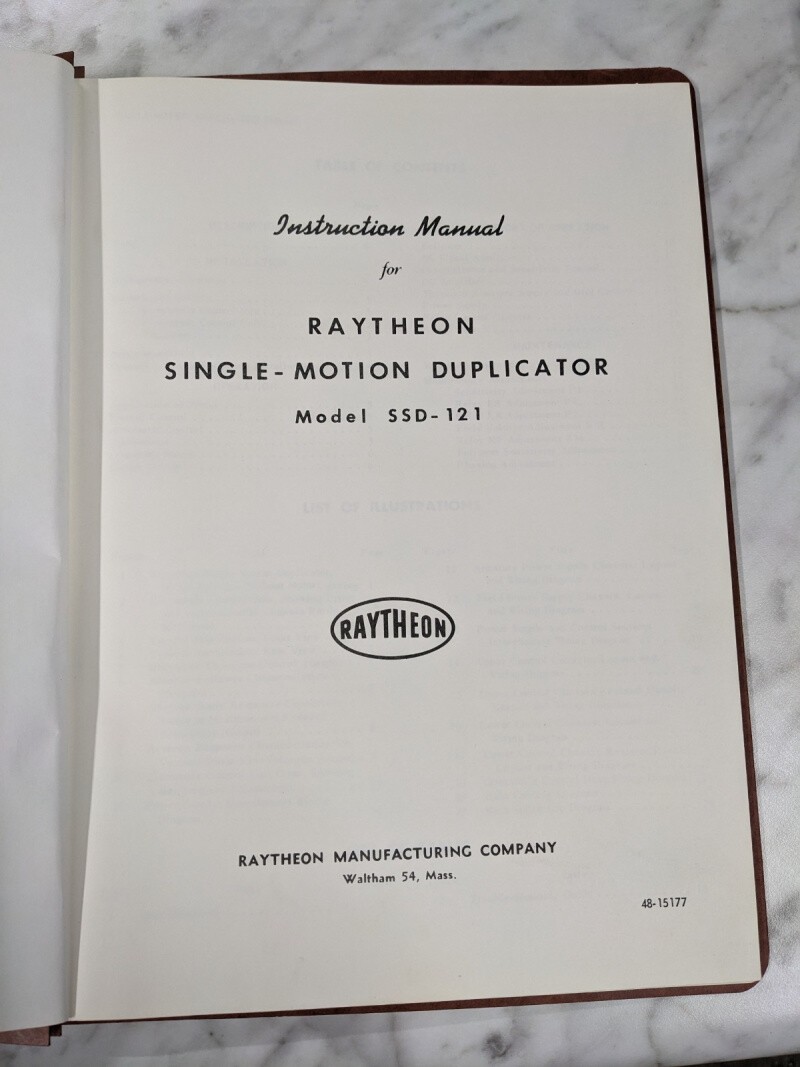 Instruction Manual
for
RAYTHEON
SINGLE-MOTION DUPLICATOR
Model SSD-121
RAYTHEON
RAYTHEON MANUFACTURING COMPANY
Waltham 54, Mass.
48-15177